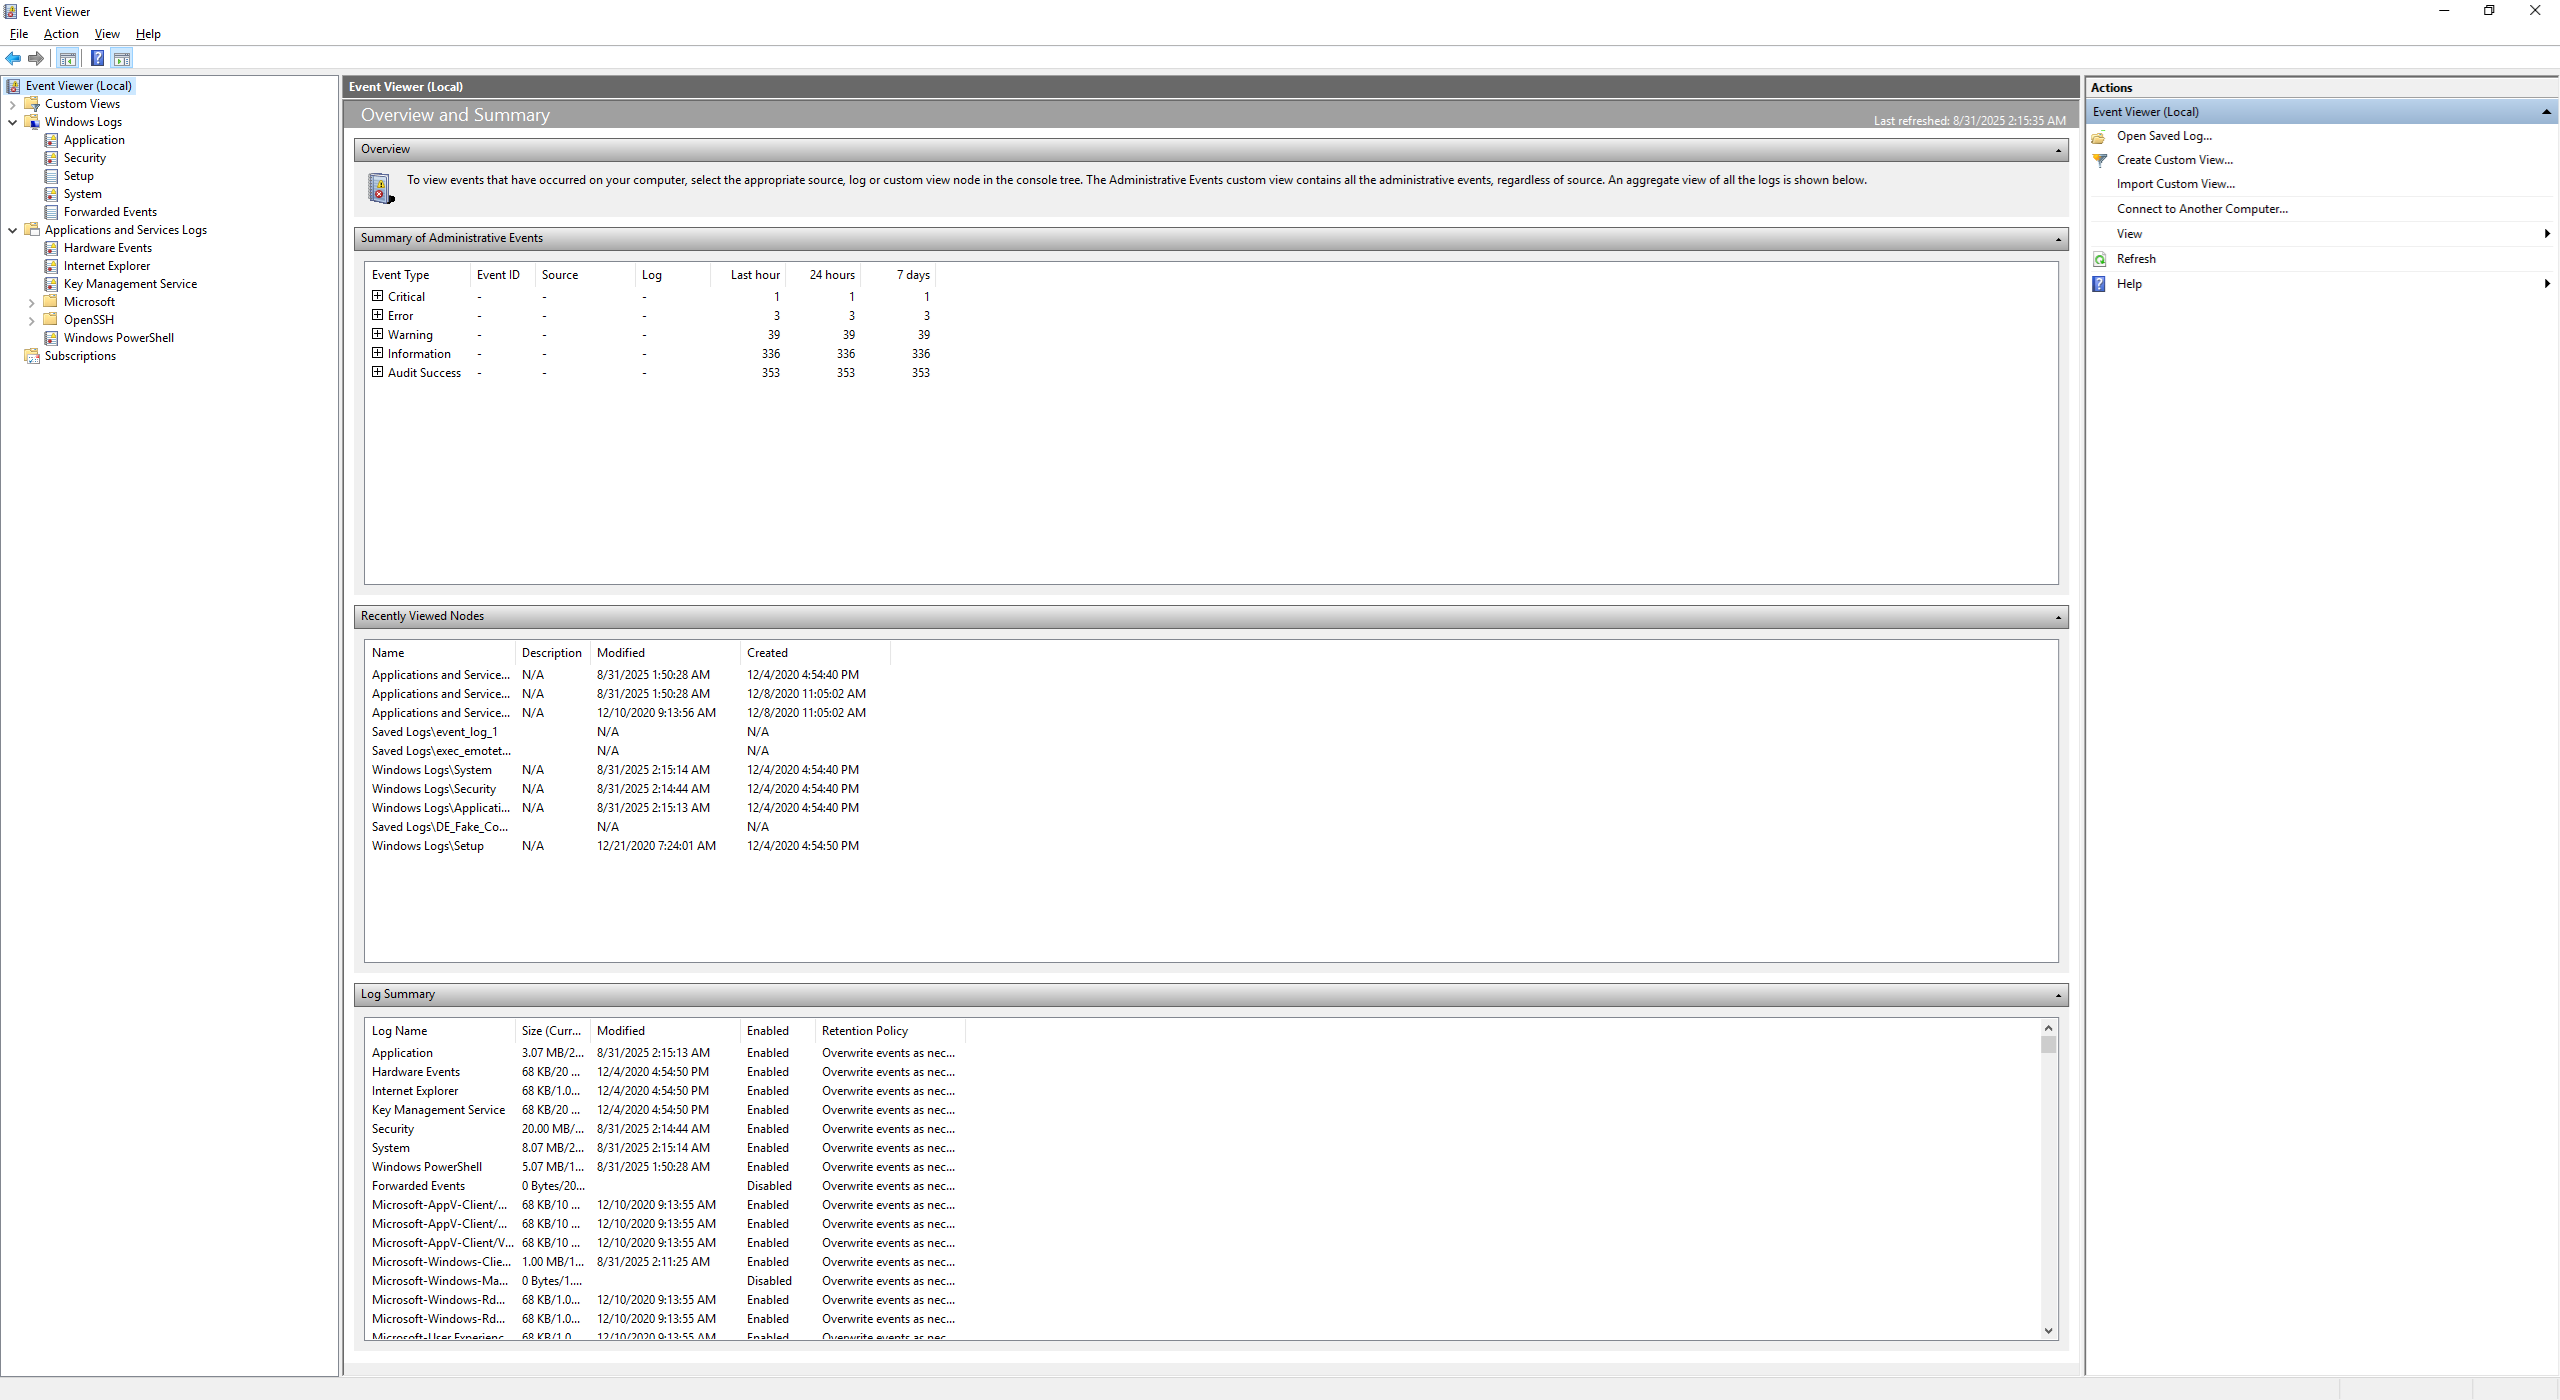 Event Viewer
File Action View Help
Event Viewer (Local)
Custom Views
Windows Logs
Application
Security
Setup
System
Forwarded Events
Applications and Services Logs
Hardware Events
Internet Explorer
Key Management Service
Microsoft
OpenSSH
Windows PowerShell
Subscriptions
Event Viewer (Local)
Overview and Summary
Last refreshed: 8/31/2025 2:15:35 AM
Overview
To view events that have occurred on your computer, select the appropriate source, log or custom view node in the console tree. The Administrative Events custom view contains all the administrative events, regardless of source. An aggregate view of all the logs is shown below.
Summary of Administrative Events
Event Type Event ID Source Log Last hour 24 hours 7 days
Critical - - - 1 1 1
Error - - - 3 3 3
Warning - - - 39 39 39
Information - - - 336 336 336
Audit Success - - - 353 353 353
Recently Viewed Nodes
Name Description Modified Created
Applications and Service... N/A 8/31/2025 1:50:28 AM 12/4/2020 4:54:40 PM
Applications and Service... N/A 8/31/2025 1:50:28 AM 12/8/2020 11:05:02 AM
Applications and Service... N/A 12/10/2020 9:13:56 AM 12/8/2020 11:05:02 AM
Saved Logs\event_log_1 N/A N/A
Saved Logs\exec_emotet... N/A N/A
Windows Logs\System N/A 8/31/2025 2:15:14 AM 12/4/2020 4:54:40 PM
Windows Logs\Security N/A 8/31/2025 2:14:44 AM 12/4/2020 4:54:40 PM
Windows Logs\Applicati... N/A 8/31/2025 2:15:13 AM 12/4/2020 4:54:40 PM
Saved Logs\DE_Fake_Co... N/A N/A
Windows Logs\Setup N/A 12/21/2020 7:24:01 AM 12/4/2020 4:54:50 PM
Log Summary
Log Name Size (Curr... Modified Enabled Retention Policy
Application 3.07 MB/2... 8/31/2025 2:15:13 AM Enabled Overwrite events as nec...
Hardware Events 68 KB/20 ... 12/4/2020 4:54:50 PM Enabled Overwrite events as nec...
Internet Explorer 68 KB/1.0... 12/4/2020 4:54:50 PM Enabled Overwrite events as nec...
Key Management Service 68 KB/20 ... 12/4/2020 4:54:50 PM Enabled Overwrite events as nec...
Security 20.00 MB/... 8/31/2025 2:14:44 AM Enabled Overwrite events as nec...
System 8.07 MB/2... 8/31/2025 2:15:14 AM Enabled Overwrite events as nec...
Windows PowerShell 5.07 MB/1... 8/31/2025 1:50:28 AM Enabled Overwrite events as nec...
Forwarded Events 0 Bytes/20... Disabled Overwrite events as nec...
Microsoft-AppV-Client/... 68 KB/10 ... 12/10/2020 9:13:55 AM Enabled Overwrite events as nec...
Microsoft-AppV-Client/... 68 KB/10 ... 12/10/2020 9:13:55 AM Enabled Overwrite events as nec...
Microsoft-AppV-Client/V... 68 KB/10 ... 12/10/2020 9:13:55 AM Enabled Overwrite events as nec...
Microsoft-Windows-Clie... 1.00 MB/1... 8/31/2025 2:11:25 AM Enabled Overwrite events as nec...
Microsoft-Windows-Ma... 0 Bytes/1.... Disabled Overwrite events as nec...
Microsoft-Windows-Rd... 68 KB/1.0... 12/10/2020 9:13:55 AM Enabled Overwrite events as nec...
Microsoft-Windows-Rd... 68 KB/1.0... 12/10/2020 9:13:55 AM Enabled Overwrite events as nec...
Microsoft-User Experienc... 68 KB/1.0... 12/10/2020 9:13:55 AM Enabled Overwrite events as nec...
Actions
Event Viewer (Local)
Open Saved Log...
Create Custom View...
Import Custom View...
Connect to Another Computer...
View
Refresh
Help